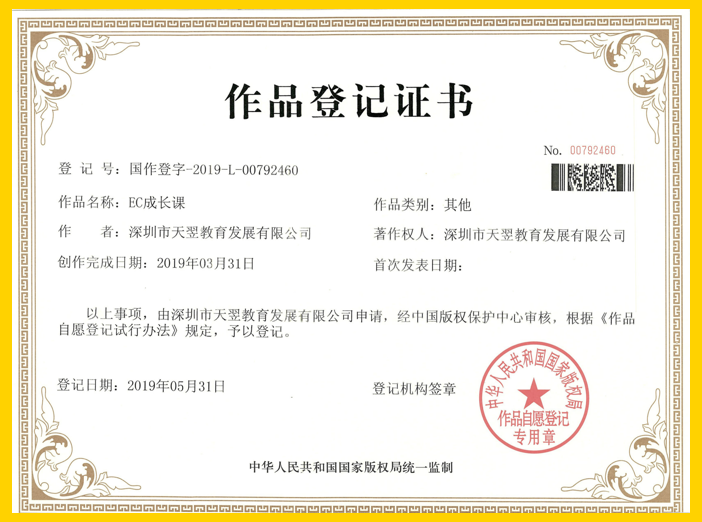 作品登记证书
No. 00792460
登 记 号：国作登字-2019-L-00792460
作品名称：EC成长课
作品类别：其他
作 者：深圳市天翌教育发展有限公司
著作权人：深圳市天翌教育发展有限公司
创作完成日期：2019年03月31日
首次发表日期：
以上事项，由深圳市天翌教育发展有限公司申请，经中国版权保护中心审核，根据《作品
自愿登记试行办法》规定，予以登记。
登记日期：2019年05月31日
登记机构签章
中华人民共和国国家版权局
作品自愿登记
专用章
中华人民共和国国家版权局统一监制